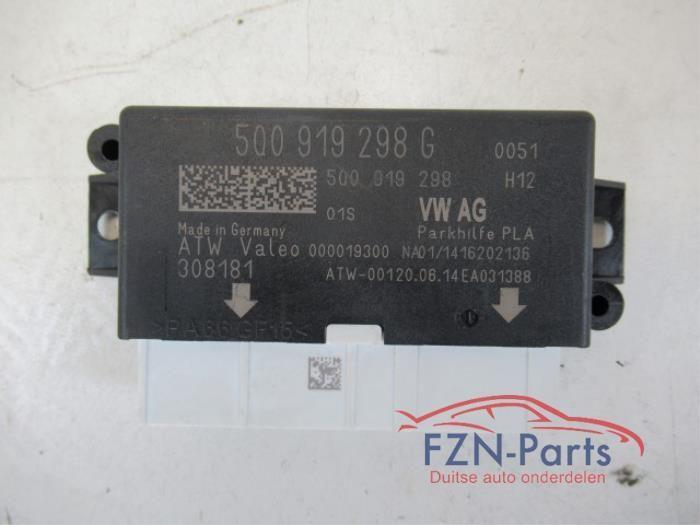 5Q0 919 298 G
0051
5Q0 919 298
H12
01S
VW AG
Made in Germany
Parkhilfe PLA
ATW Valeo 000019300 NA01/1416202136
308181
ATW-00120.06.14EA031388
>PA66 GF15<
FZN-Parts
Duitse auto onderdelen